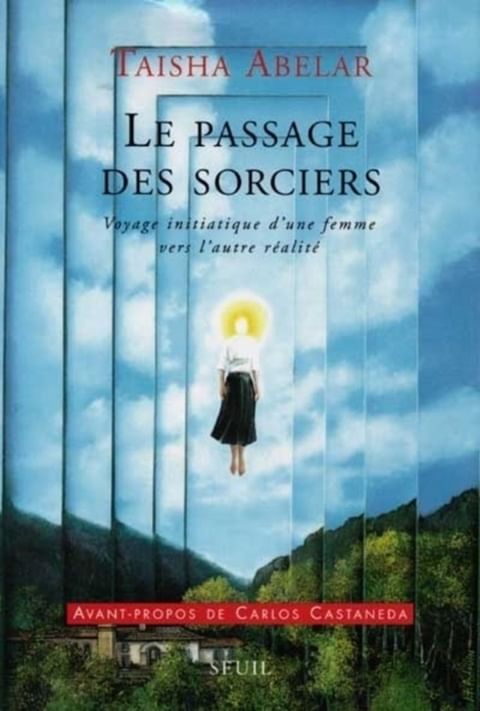 TAISHA ABELAR
LE PASSAGE
DES SORCIERS
Voyage initiatique d'une femme
vers l'autre réalité
AVANT-PROPOS DE CARLOS CASTANEDA
SEUIL